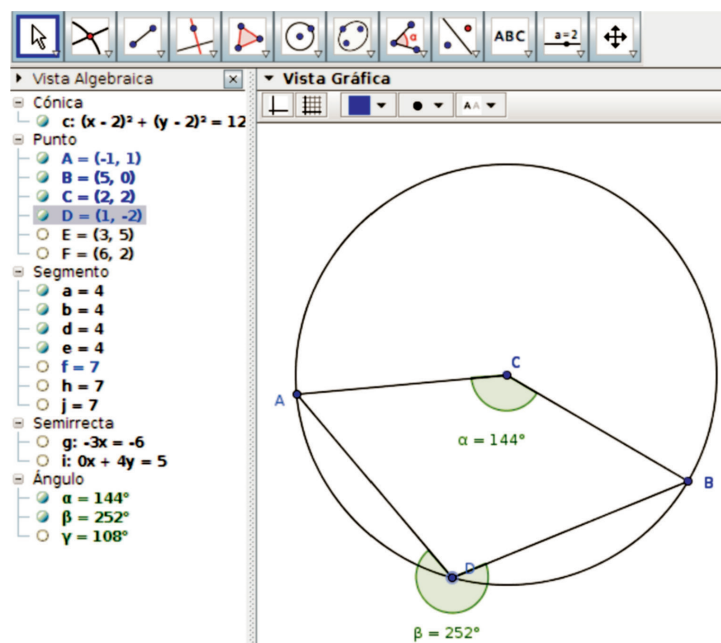 ABC
a=2
Vista Algebraica
Cónica
c: (x - 2)² + (y - 2)² = 12
Punto
A = (-1, 1)
B = (5, 0)
C = (2, 2)
D = (1, -2)
E = (3, 5)
F = (6, 2)
Segmento
a = 4
b = 4
d = 4
e = 4
f = 7
h = 7
j = 7
Semirrecta
g: -3x = -6
i: 0x + 4y = 5
Ángulo
α = 144°
β = 252°
γ = 108°
Vista Gráfica
AA
C
A
α = 144°
B
D
β = 252°